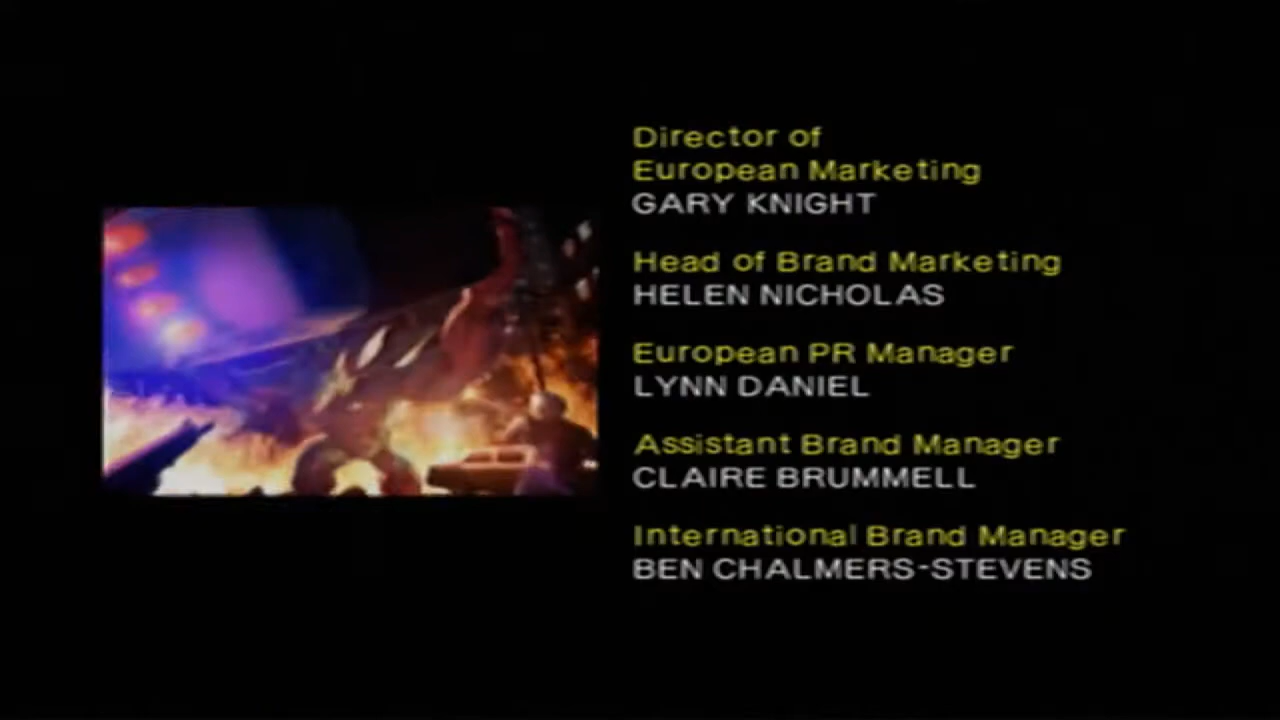 Director of
European Marketing
GARY KNIGHT
Head of Brand Marketing
HELEN NICHOLAS
European PR Manager
LYNN DANIEL
Assistant Brand Manager
CLAIRE BRUMMELL
International Brand Manager
BEN CHALMERS-STEVENS